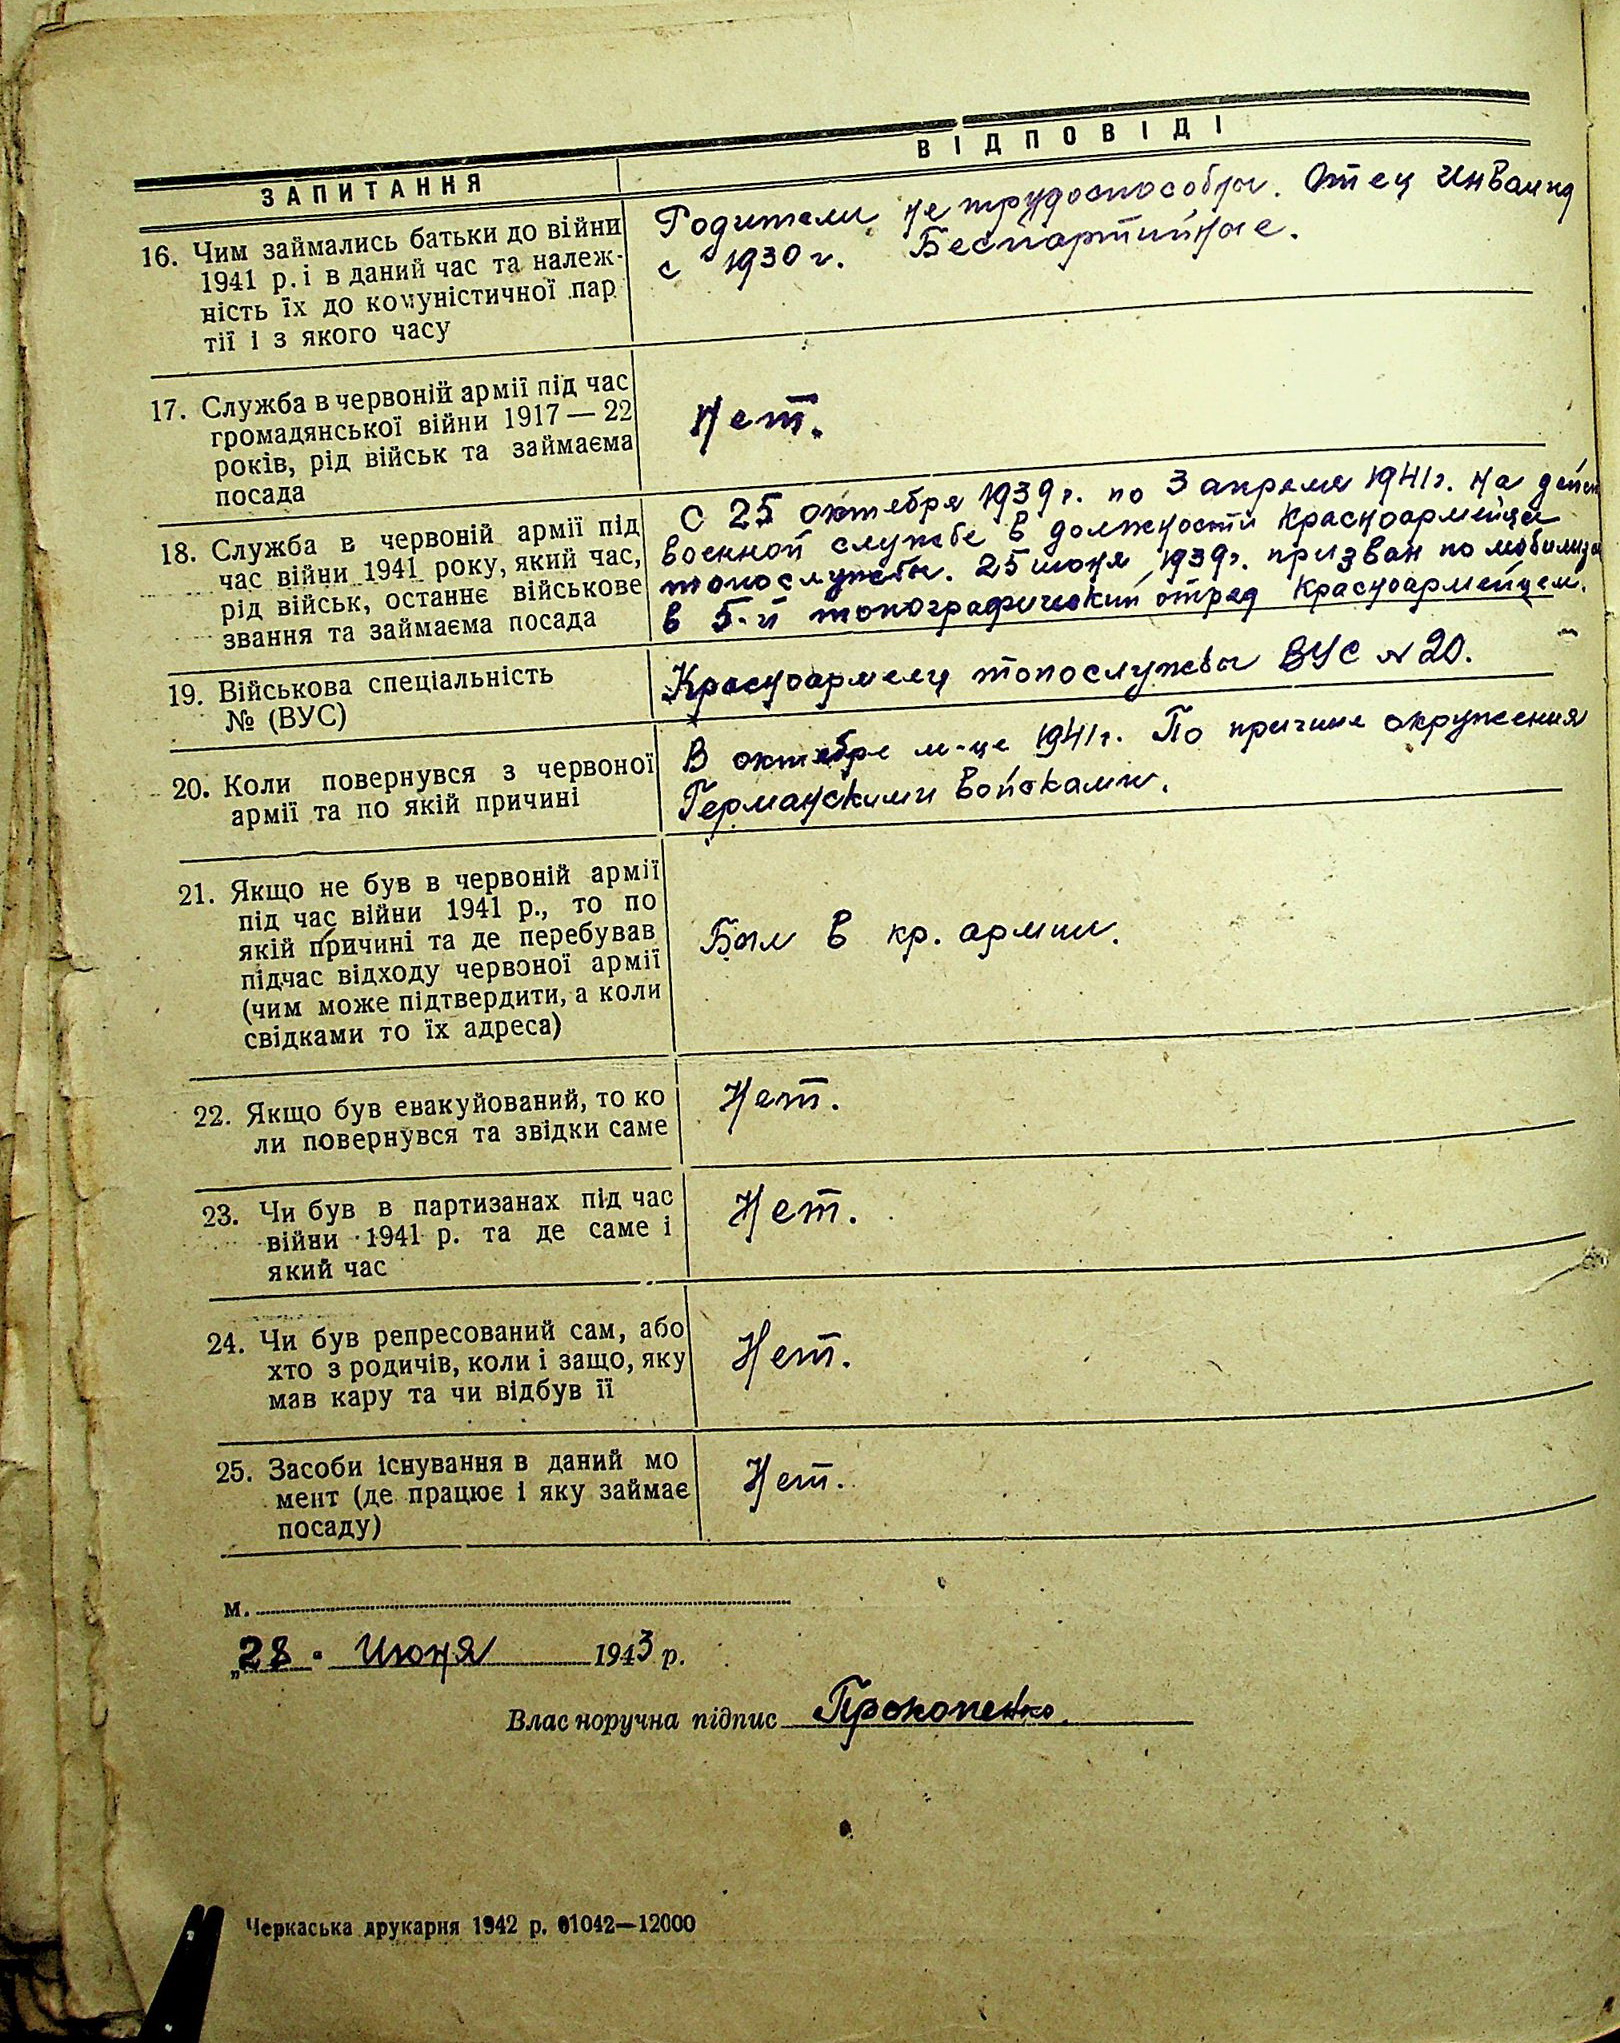 ЗАПИТАННЯ
ВІДПОВІДІ
16. Чим займались батьки до війни
1941 р. і в даний час та належ-
ність їх до комуністичної пар
тії і з якого часу
Родители не трудоспособны. Отец инвалид
с 1930 г. Беспартийные.
17. Служба в червоній армії під час
громадянської війни 1917 — 22
років, рід військ та займаєма
посада
Нет.
18. Служба в червоній армії під
час війни 1941 року, який час,
рід військ, останнє військове
звання та займаєма посада
С 25 октября 1939 г. по 3 апреля 1941 г. на
военной службе в должности Красноармейца
топослужбы. 25 июня 1939 г. призван по
в 5-й топографический отряд Красноармейцем.
19. Військова спеціальність
№ (ВУС)
Красноармеец топослужбы ВУС № 20.
20. Коли повернувся з червоної
армії та по якій причині
В октябре м-це 1941 г. По причине окружения
Германскими войсками.
21. Якщо не був в червоній армії
під час війни 1941 р., то по
якій причині та де перебував
підчас відходу червоної армії
(чим може підтвердити, а коли
свідками то їх адреса)
Был в кр. армии.
22. Якщо був евакуйований, то ко
ли повернувся та звідки саме
Нет.
23. Чи був в партизанах під час
війни 1941 р. та де саме і
який час
Нет.
24. Чи був репресований сам, або
хто з родичів, коли і защо, яку
мав кару та чи відбув її
Нет.
25. Засоби існування в даний мо
мент (де працює і яку займає
посаду)
Нет.
м.
„28" Июня 1943 р.
Власноручна підпис Прокопенко
Черкаська друкарня 1942 р. 01042—12000